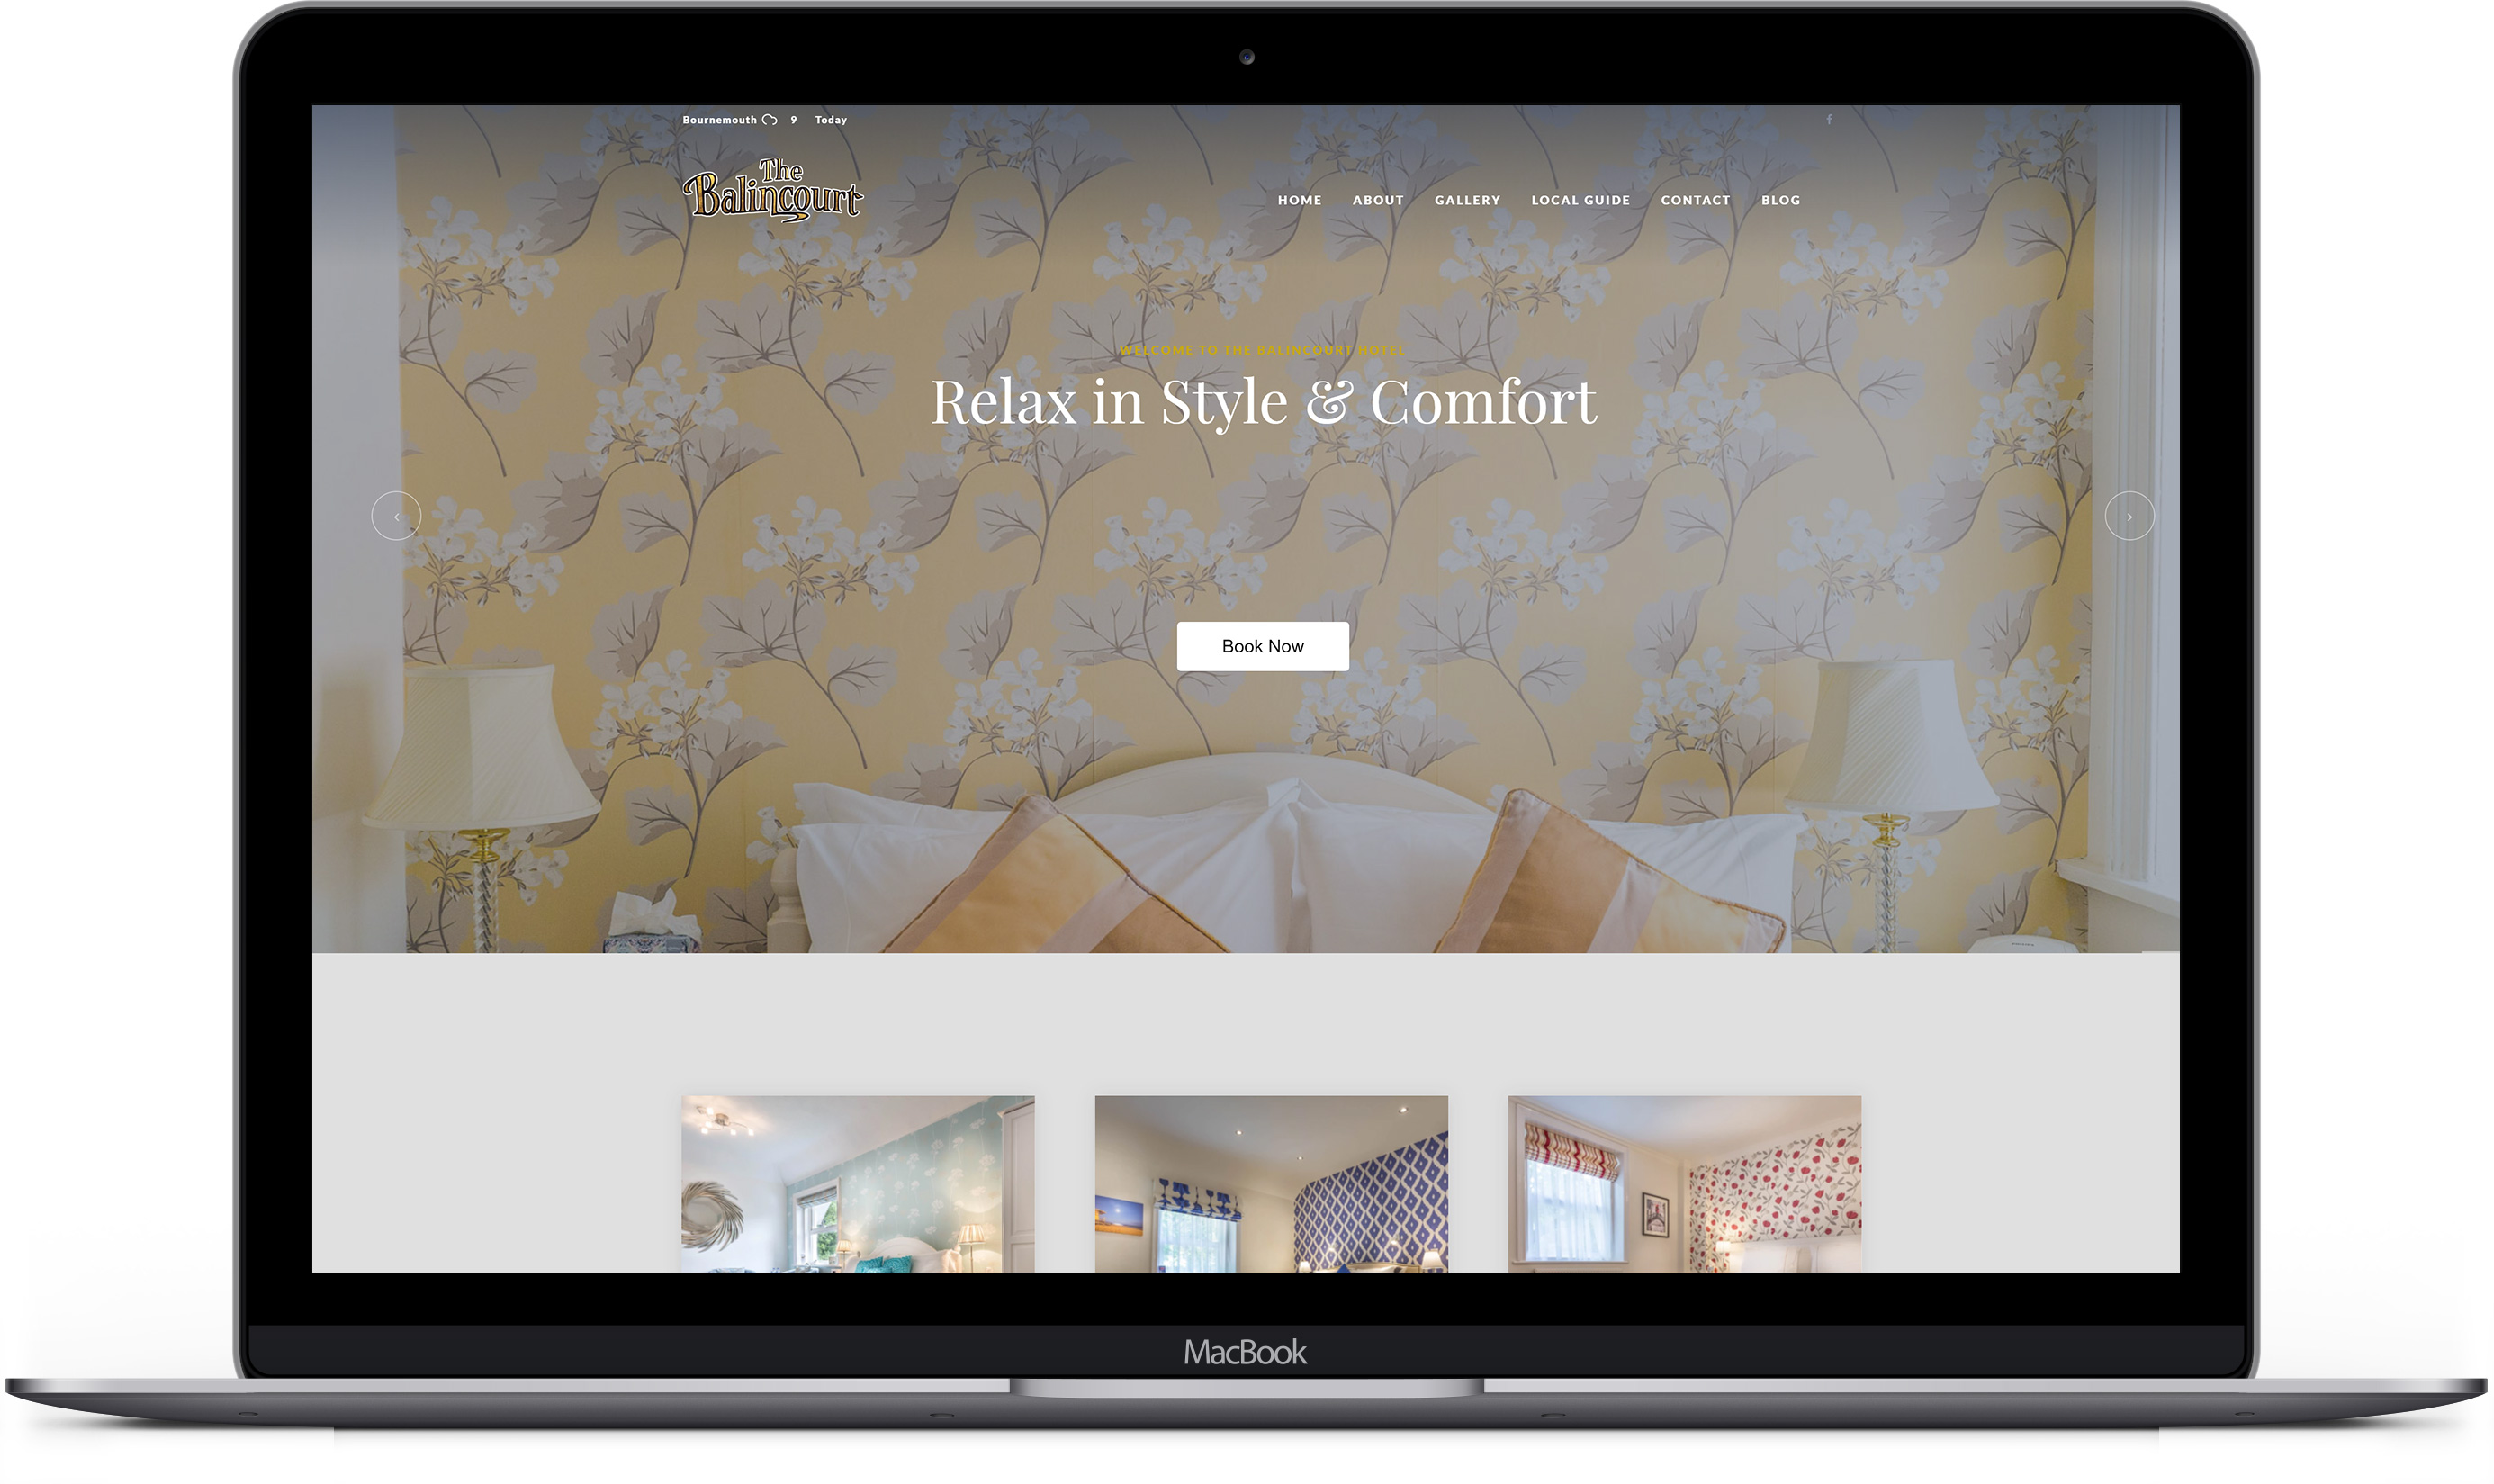 Bournemouth 9 Today
The
Balincourt
HOME ABOUT GALLERY LOCAL GUIDE CONTACT BLOG
WELCOME TO THE BALINCOURT HOTEL
Relax in Style & Comfort
‹ ›
Book Now
MacBook